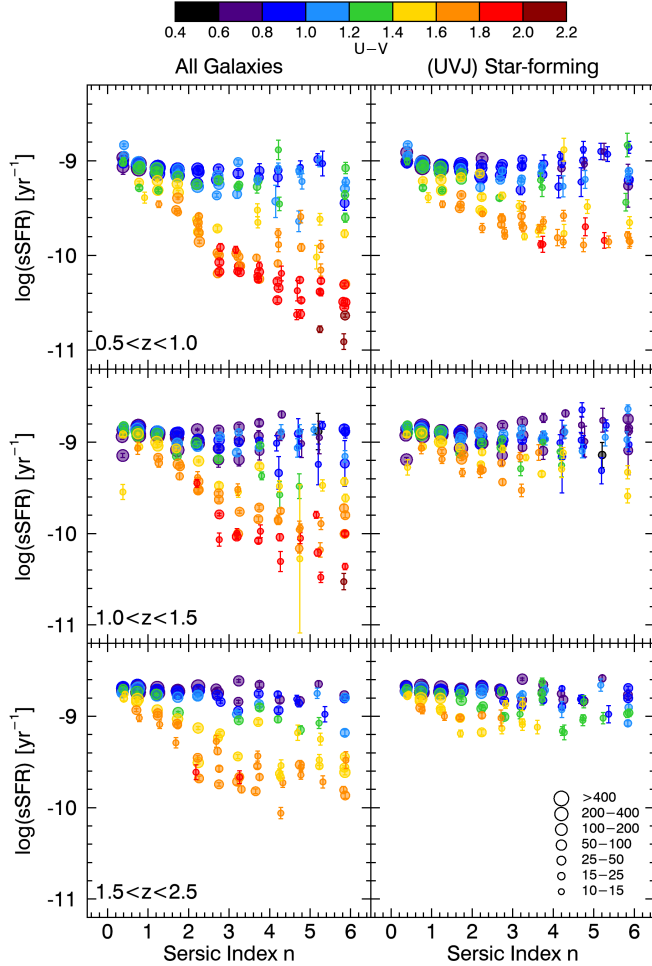 0.4 0.6 0.8 1.0 1.2 1.4 1.6 1.8 2.0 2.2
U−V
All Galaxies
(UVJ) Star-forming
log(sSFR) [yr⁻¹]
-9
-10
-11
0.5<z<1.0
log(sSFR) [yr⁻¹]
-9
-10
-11
1.0<z<1.5
log(sSFR) [yr⁻¹]
-9
-10
-11
1.5<z<2.5
>400
200−400
100−200
50−100
25−50
15−25
10−15
0 1 2 3 4 5 6
0 1 2 3 4 5 6
Sersic Index n
Sersic Index n